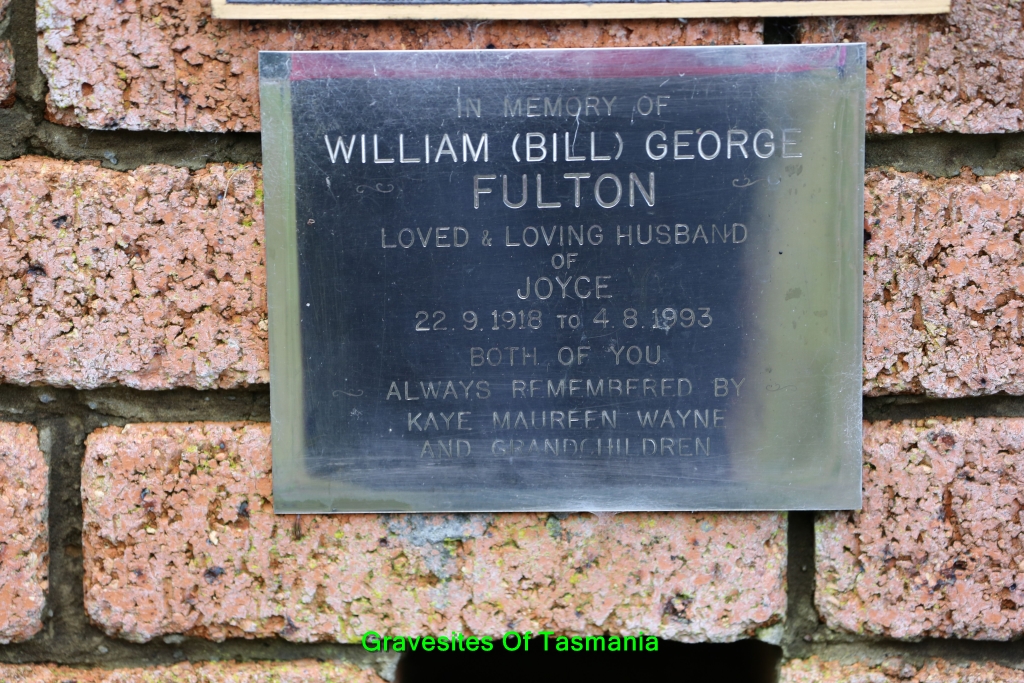 IN MEMORY OF
WILLIAM (BILL) GEORGE
FULTON
LOVED & LOVING HUSBAND
OF
JOYCE
22.9.1918 TO 4.8.1993
BOTH OF YOU
ALWAYS REMEMBERED BY
KAYE MAUREEN WAYNE
AND GRANDCHILDREN
Gravesites Of Tasmania